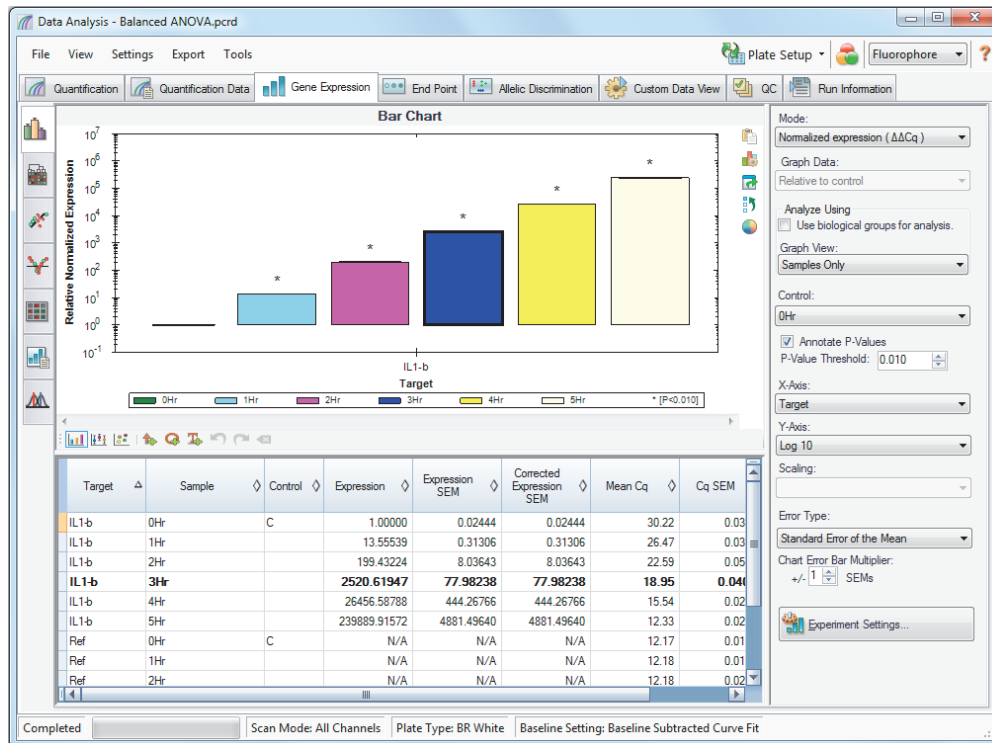 Data Analysis - Balanced ANOVA.pcrd
File View Settings Export Tools
Plate Setup
Fluorophore
?
Quantification Quantification Data Gene Expression End Point Allelic Discrimination Custom Data View QC Run Information
Bar Chart
Relative Normalized Expression
10^7
10^6
10^5
10^4
10^3
10^2
10^1
10^0
10^-1
* * * * *
IL1-b
Target
0Hr 1Hr 2Hr 3Hr 4Hr 5Hr * [P<0.010]
Target Sample Control Expression Expression SEM Corrected Expression SEM Mean Cq Cq SEM
IL1-b 0Hr C 1.00000 0.02444 0.02444 30.22 0.03
IL1-b 1Hr 13.55539 0.31306 0.31306 26.47 0.03
IL1-b 2Hr 199.43234 8.03643 8.03643 22.59 0.05
IL1-b 3Hr 2520.61947 77.98238 77.98238 18.95 0.040
IL1-b 4Hr 26456.58788 444.26766 444.26766 15.54 0.02
IL1-b 5Hr 239889.91572 4881.49640 4881.49640 12.33 0.02
Ref 0Hr C N/A N/A N/A 12.17 0.01
Ref 1Hr N/A N/A N/A 12.18 0.01
Ref 2Hr N/A N/A N/A 12.18 0.02
Mode:
Normalized expression ( ΔΔCq )
Graph Data:
Relative to control
Analyze Using
Use biological groups for analysis.
Graph View:
Samples Only
Control:
0Hr
Annotate P-Values
P-Value Threshold: 0.010
X-Axis:
Target
Y-Axis:
Log 10
Scaling:
Error Type:
Standard Error of the Mean
Chart Error Bar Multiplier:
+/- 1 SEMs
Experiment Settings...
Completed Scan Mode: All Channels Plate Type: BR White Baseline Setting: Baseline Subtracted Curve Fit